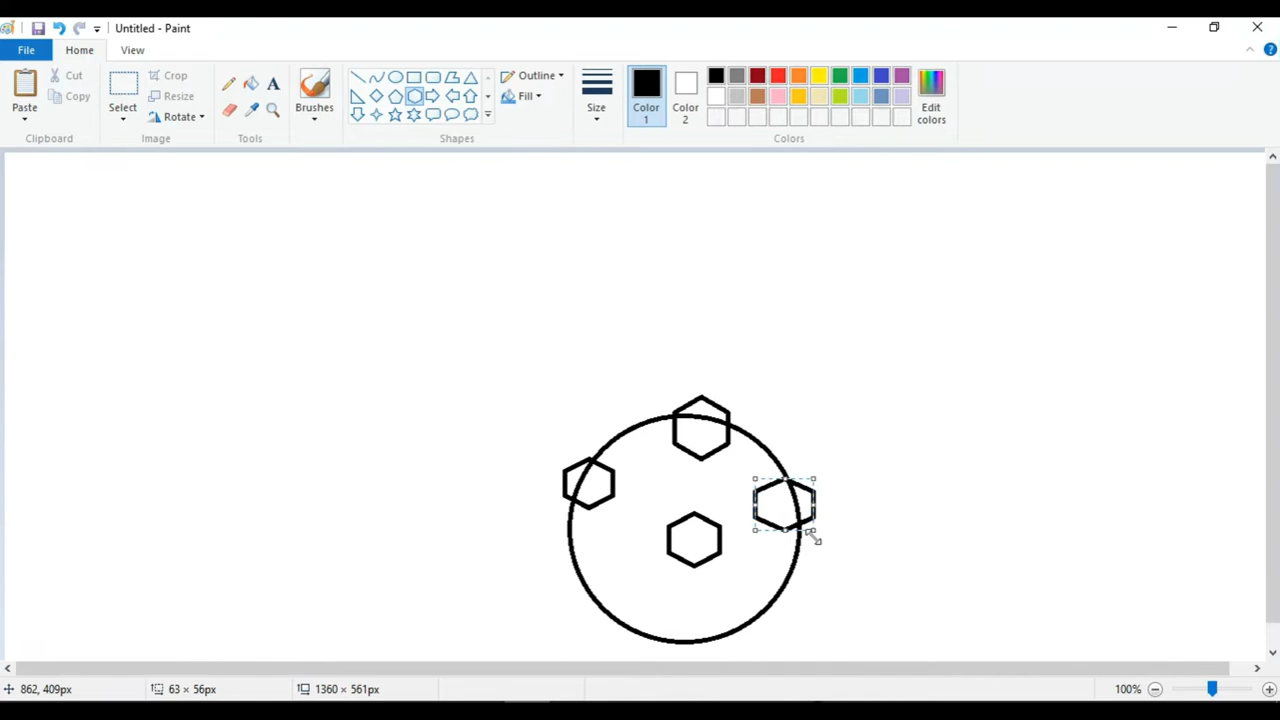 Untitled - Paint
File Home View
Paste
Cut
Copy
Clipboard
Select
Crop
Resize
Rotate
Image
A
Tools
Brushes
Outline
Fill
Shapes
Size
Color 1
Color 2
Edit colors
Colors
862, 409px 63 × 56px 1360 × 561px 100%